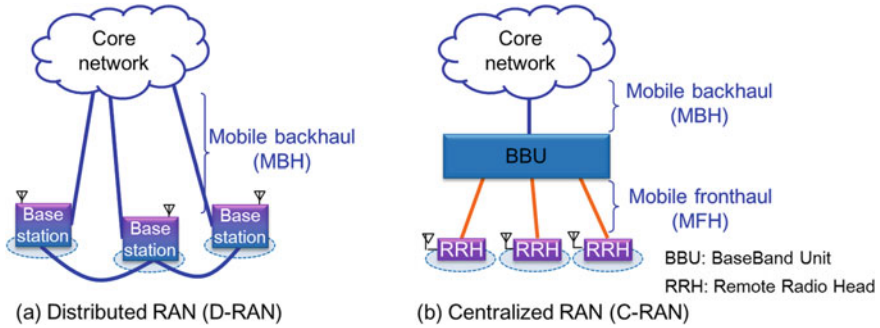 Core
network
Mobile backhaul
(MBH)
Base
station
Base
station
Base
station
(a) Distributed RAN (D-RAN)
Core
network
Mobile backhaul
(MBH)
BBU
Mobile fronthaul
(MFH)
RRH
RRH
RRH
BBU: BaseBand Unit
RRH: Remote Radio Head
(b) Centralized RAN (C-RAN)